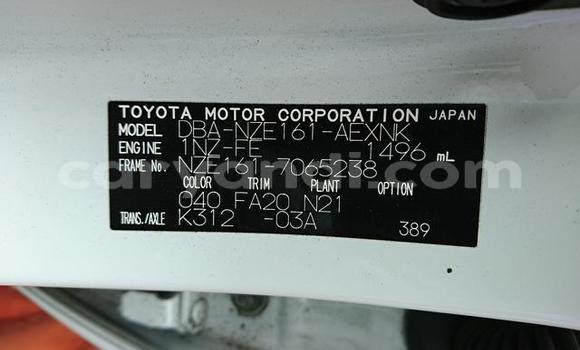 TOYOTA MOTOR CORPORATION JAPAN
MODEL DBA-NZE161-AEXNK
ENGINE 1NZ-FE 1496 mL
FRAME No. NZE161-7065238
COLOR TRIM PLANT OPTION
040 FA20 N21
TRANS./AXLE K312 -03A
389